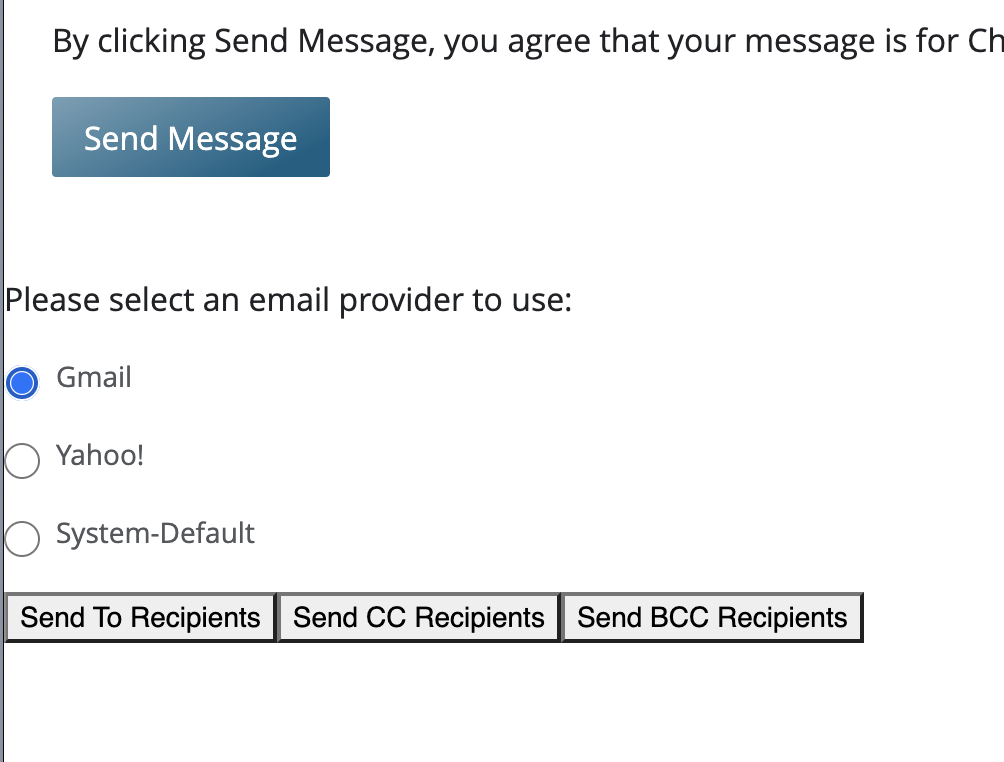 By clicking Send Message, you agree that your message is for Ch
Send Message
Please select an email provider to use:
Gmail
Yahoo!
System-Default
Send To Recipients Send CC Recipients Send BCC Recipients